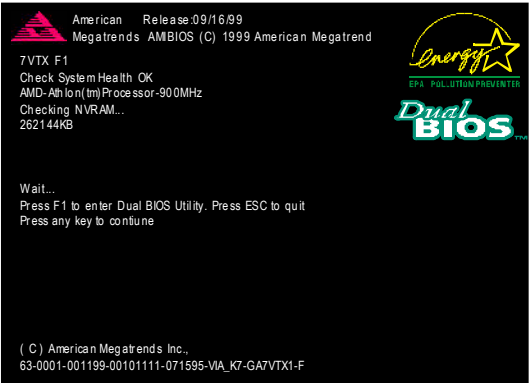 American Release:09/16/99
Megatrends AMIBIOS (C) 1999 American Megatrend
energy
EPA POLLUTION PREVENTER
Dual
BIOS TM
7VTX F1
Check System Health OK
AMD-Athlon(tm)Processor-900MHz
Checking NVRAM...
262144KB
Wait...
Press F1 to enter Dual BIOS Utility. Press ESC to quit
Press any key to contiune
( C ) American Megatrends Inc.,
63-0001-001199-00101111-071595-VIA_K7-GA7VTX1-F